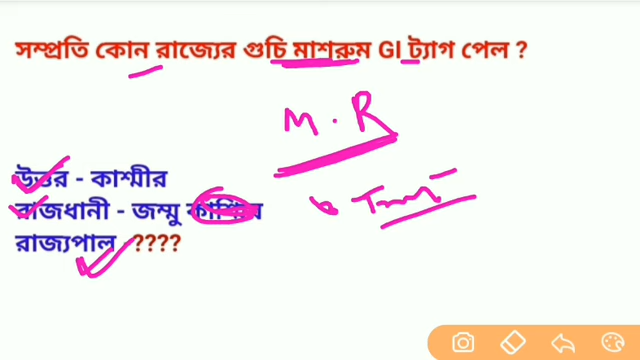 সম্প্রতি কোন রাজ্যের গুচি মাশরুম GI ট্যাগ পেল ?
M.R
উত্তর - কাশ্মীর
রাজধানী - জম্মু
রাজ্যপাল - ????